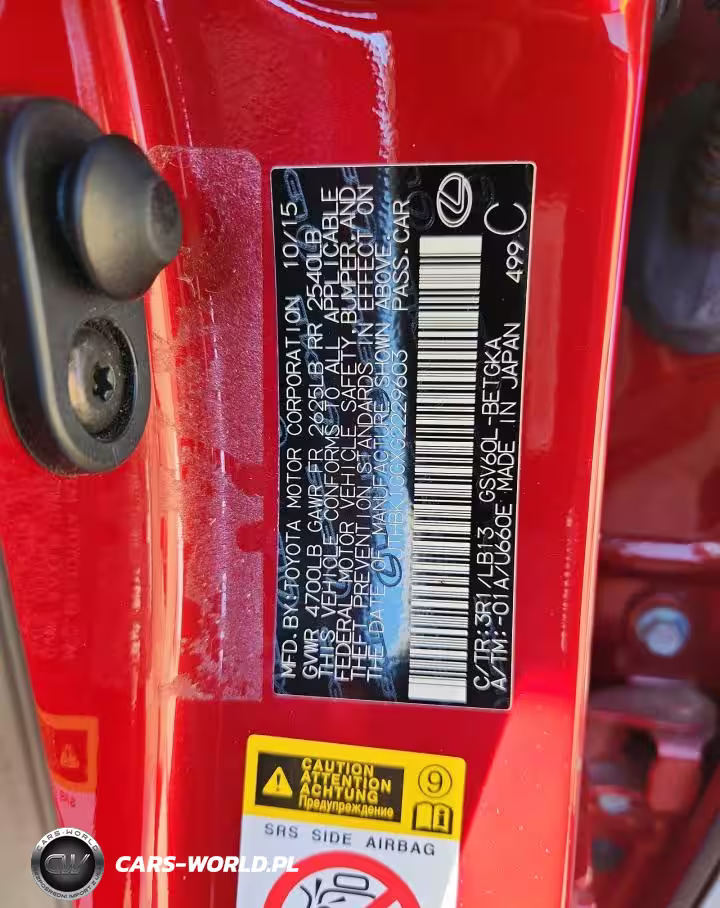 MFD. BY: TOYOTA MOTOR CORPORATION 10/15
GVWR 4700LB GAWR FR 2625LB RR 2540LB
THIS VEHICLE CONFORMS TO ALL APPLICABLE
FEDERAL MOTOR VEHICLE SAFETY, BUMPER, AND
THEFT PREVENTION STANDARDS IN EFFECT ON
THE DATE OF MANUFACTURE SHOWN ABOVE.
JTHBK1GGXG2229603 PASS.CAR
C/TR:3R1/LB13 GSV60L-BETGKA
A/TM:-01A/U660E MADE IN JAPAN
499 C
CAUTION
ATTENTION
ACHTUNG
Предупреждение
9
SRS SIDE AIRBAG
CARS-WORLD.PL
CARS-WORLD
CW